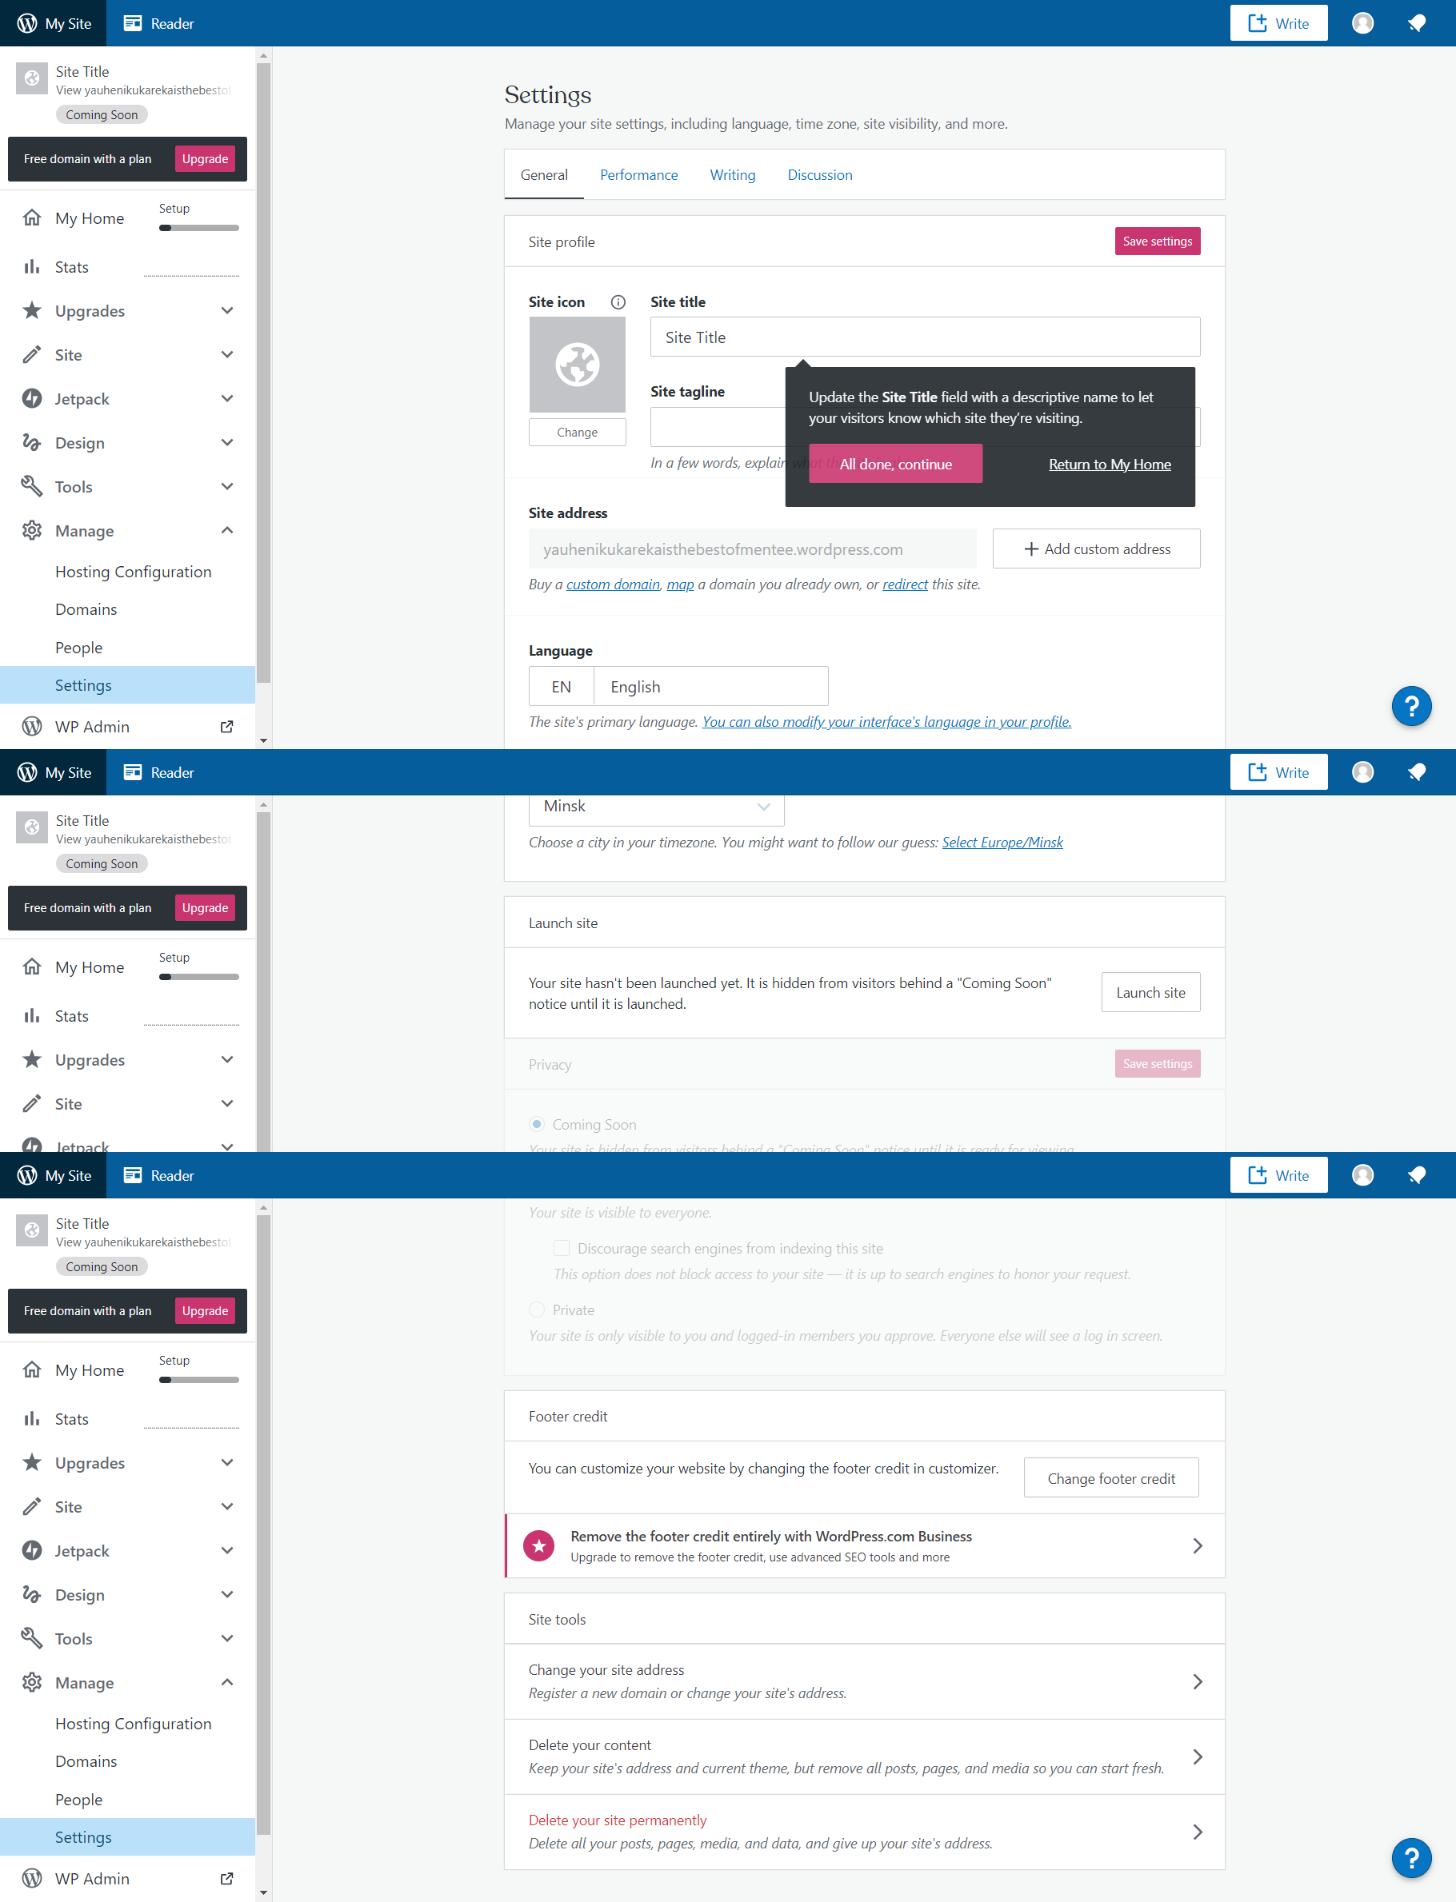 My Site
Reader
Write
Site Title
View yauhenikukarekaisthebestof
Coming Soon
Free domain with a plan
Upgrade
My Home
Setup
Stats
Upgrades
Site
Jetpack
Design
Tools
Manage
Hosting Configuration
Domains
People
Settings
WP Admin
Settings
Manage your site settings, including language, time zone, site visibility, and more.
General
Performance
Writing
Discussion
Site profile
Save settings
Site icon
Site title
Site Title
Change
Site tagline
In a few words, explain what
Update the Site Title field with a descriptive name to let
your visitors know which site they're visiting.
All done, continue
Return to My Home
Site address
yauhenikukarekaisthebestofmentee.wordpress.com
Add custom address
Buy a custom domain, map a domain you already own, or redirect this site.
Language
EN
English
The site's primary language. You can also modify your interface's language in your profile.
?
My Site
Reader
Write
Site Title
View yauhenikukarekaisthebestof
Coming Soon
Free domain with a plan
Upgrade
My Home
Setup
Stats
Upgrades
Site
Jetpack
Minsk
Choose a city in your timezone. You might want to follow our guess: Select Europe/Minsk
Launch site
Your site hasn't been launched yet. It is hidden from visitors behind a "Coming Soon"
notice until it is launched.
Launch site
Privacy
Save settings
Coming Soon
Your site is hidden from visitors behind a "Coming Soon" notice until it is ready for viewing.
My Site
Reader
Write
Site Title
View yauhenikukarekaisthebestof
Coming Soon
Free domain with a plan
Upgrade
My Home
Setup
Stats
Upgrades
Site
Jetpack
Design
Tools
Manage
Hosting Configuration
Domains
People
Settings
WP Admin
Your site is visible to everyone.
Discourage search engines from indexing this site
This option does not block access to your site — it is up to search engines to honor your request.
Private
Your site is only visible to you and logged-in members you approve. Everyone else will see a log in screen.
Footer credit
You can customize your website by changing the footer credit in customizer.
Change footer credit
Remove the footer credit entirely with WordPress.com Business
Upgrade to remove the footer credit, use advanced SEO tools and more
Site tools
Change your site address
Register a new domain or change your site's address.
Delete your content
Keep your site's address and current theme, but remove all posts, pages, and media so you can start fresh.
Delete your site permanently
Delete all your posts, pages, media, and data, and give up your site's address.
?